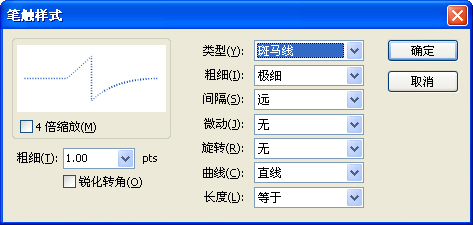 笔触样式
类型(Y): 斑马线
确定
粗细(I): 极细
取消
间隔(S): 远
4 倍缩放(M)
微动(J): 无
粗细(T): 1.00 pts
旋转(R): 无
锐化转角(O)
曲线(C): 直线
长度(L): 等于